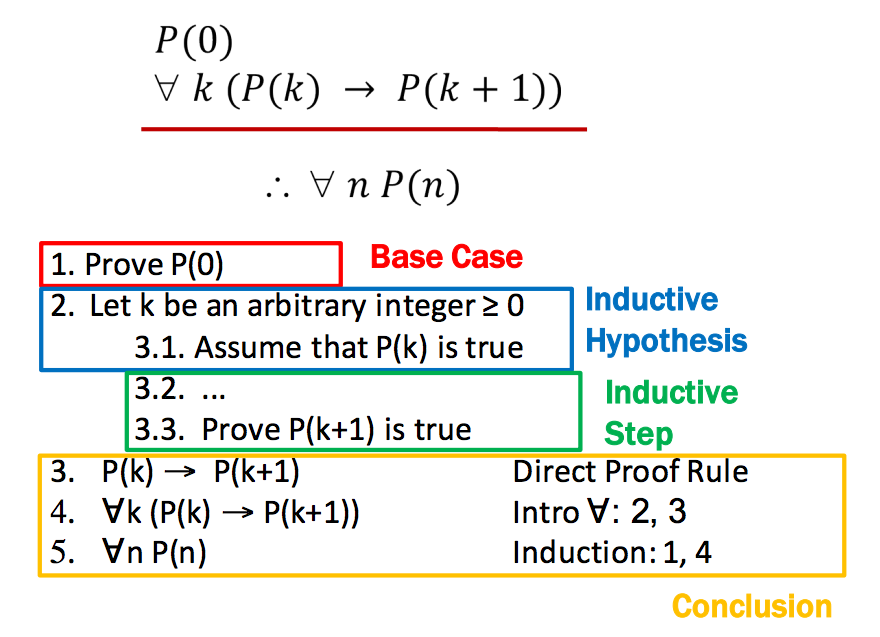 P(0)
∀ k (P(k) → P(k + 1))
∴ ∀ n P(n)
1. Prove P(0)
Base Case
2. Let k be an arbitrary integer ≥ 0
3.1. Assume that P(k) is true
Inductive
Hypothesis
3.2. ...
3.3. Prove P(k+1) is true
Inductive
Step
3. P(k) → P(k+1) Direct Proof Rule
4. ∀k (P(k) → P(k+1)) Intro ∀: 2, 3
5. ∀n P(n) Induction: 1, 4
Conclusion